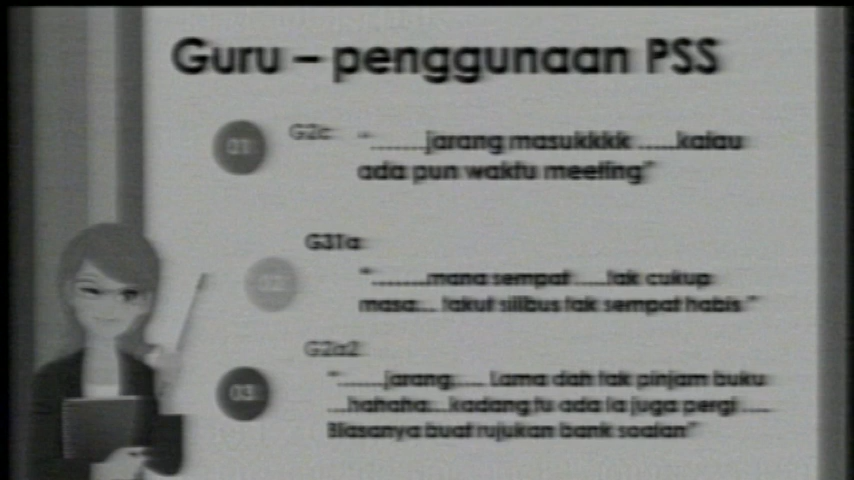 Guru – penggunaan PSS
01
G2c:
".......jarang masukkkk .....kalau
ada pun waktu meeting"
G31a:
02
".......mana sempat .....tak cukup
masa... takut silibus tak sempat habis."
G2a2:
03
"......jarang..... Lama dah tak pinjam buku
...hahaha...kadang tu ada la juga pergi .....
Biasanya buat rujukan bank soalan"